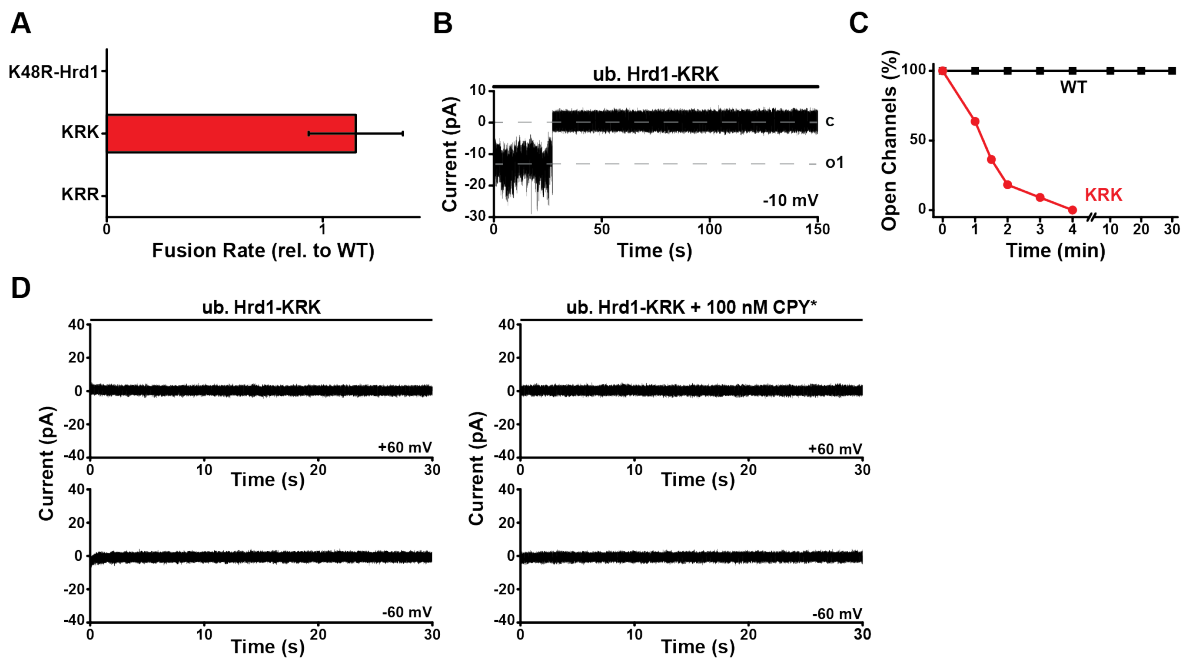 A
K48R-Hrd1
KRK
KRR
0
1
Fusion Rate (rel. to WT)
B
ub. Hrd1-KRK
Current (pA)
10
0
-10
-20
-30
c
o1
-10 mV
0
50
100
150
Time (s)
C
Open Channels (%)
100
50
0
WT
KRK
0
1
2
3
4
10
20
30
Time (min)
D
ub. Hrd1-KRK
40
20
0
-20
-40
+60 mV
0
10
20
30
Time (s)
Current (pA)
40
20
0
-20
-40
-60 mV
0
10
20
30
Time (s)
ub. Hrd1-KRK + 100 nM CPY*
40
20
0
-20
-40
+60 mV
0
10
20
30
Time (s)
Current (pA)
40
20
0
-20
-40
-60 mV
0
10
20
30
Time (s)